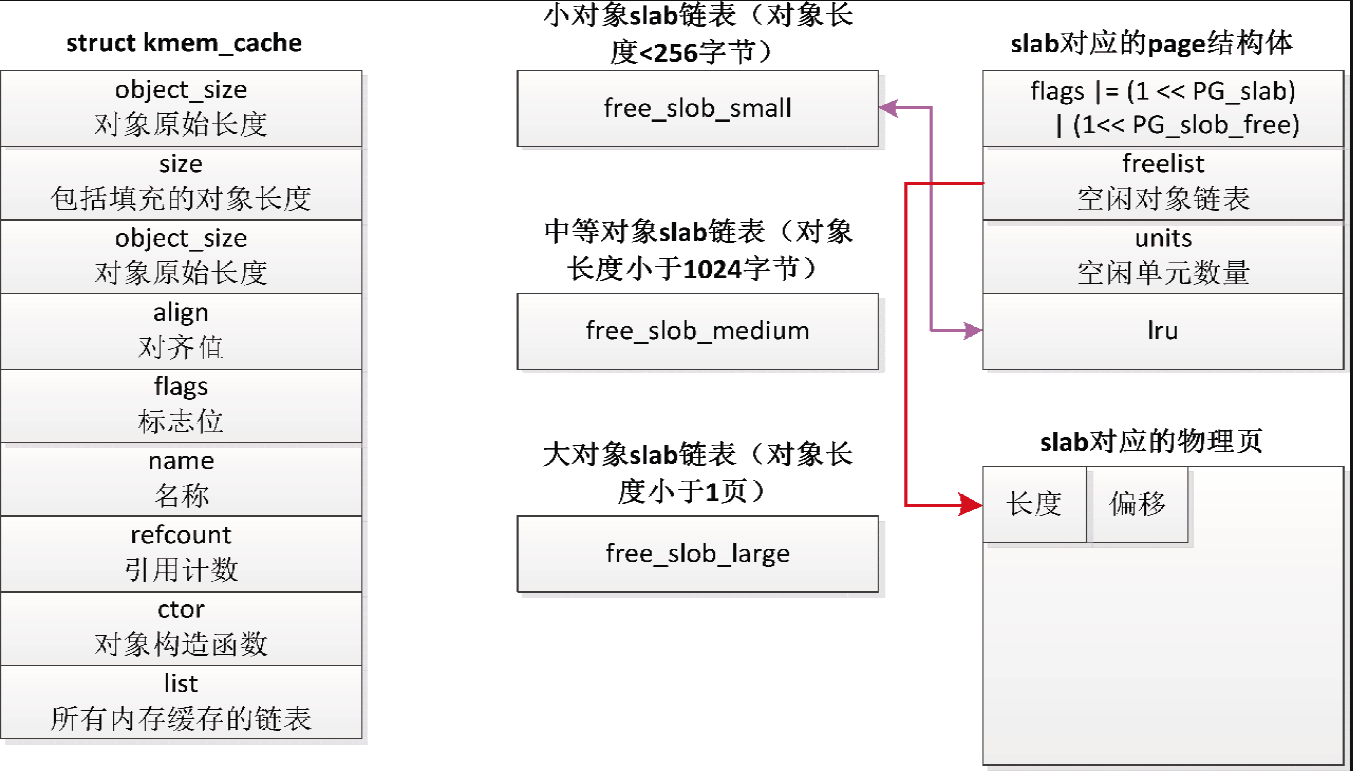 struct kmem_cache
object_size
对象原始长度
size
包括填充的对象长度
object_size
对象原始长度
align
对齐值
flags
标志位
name
名称
refcount
引用计数
ctor
对象构造函数
list
所有内存缓存的链表
小对象slab链表（对象长
度<256字节）
free_slob_small
中等对象slab链表（对象
长度小于1024字节）
free_slob_medium
大对象slab链表（对象长
度小于1页）
free_slob_large
slab对应的page结构体
flags |= (1 << PG_slab)
| (1<< PG_slob_free)
freelist
空闲对象链表
units
空闲单元数量
lru
slab对应的物理页
长度
偏移